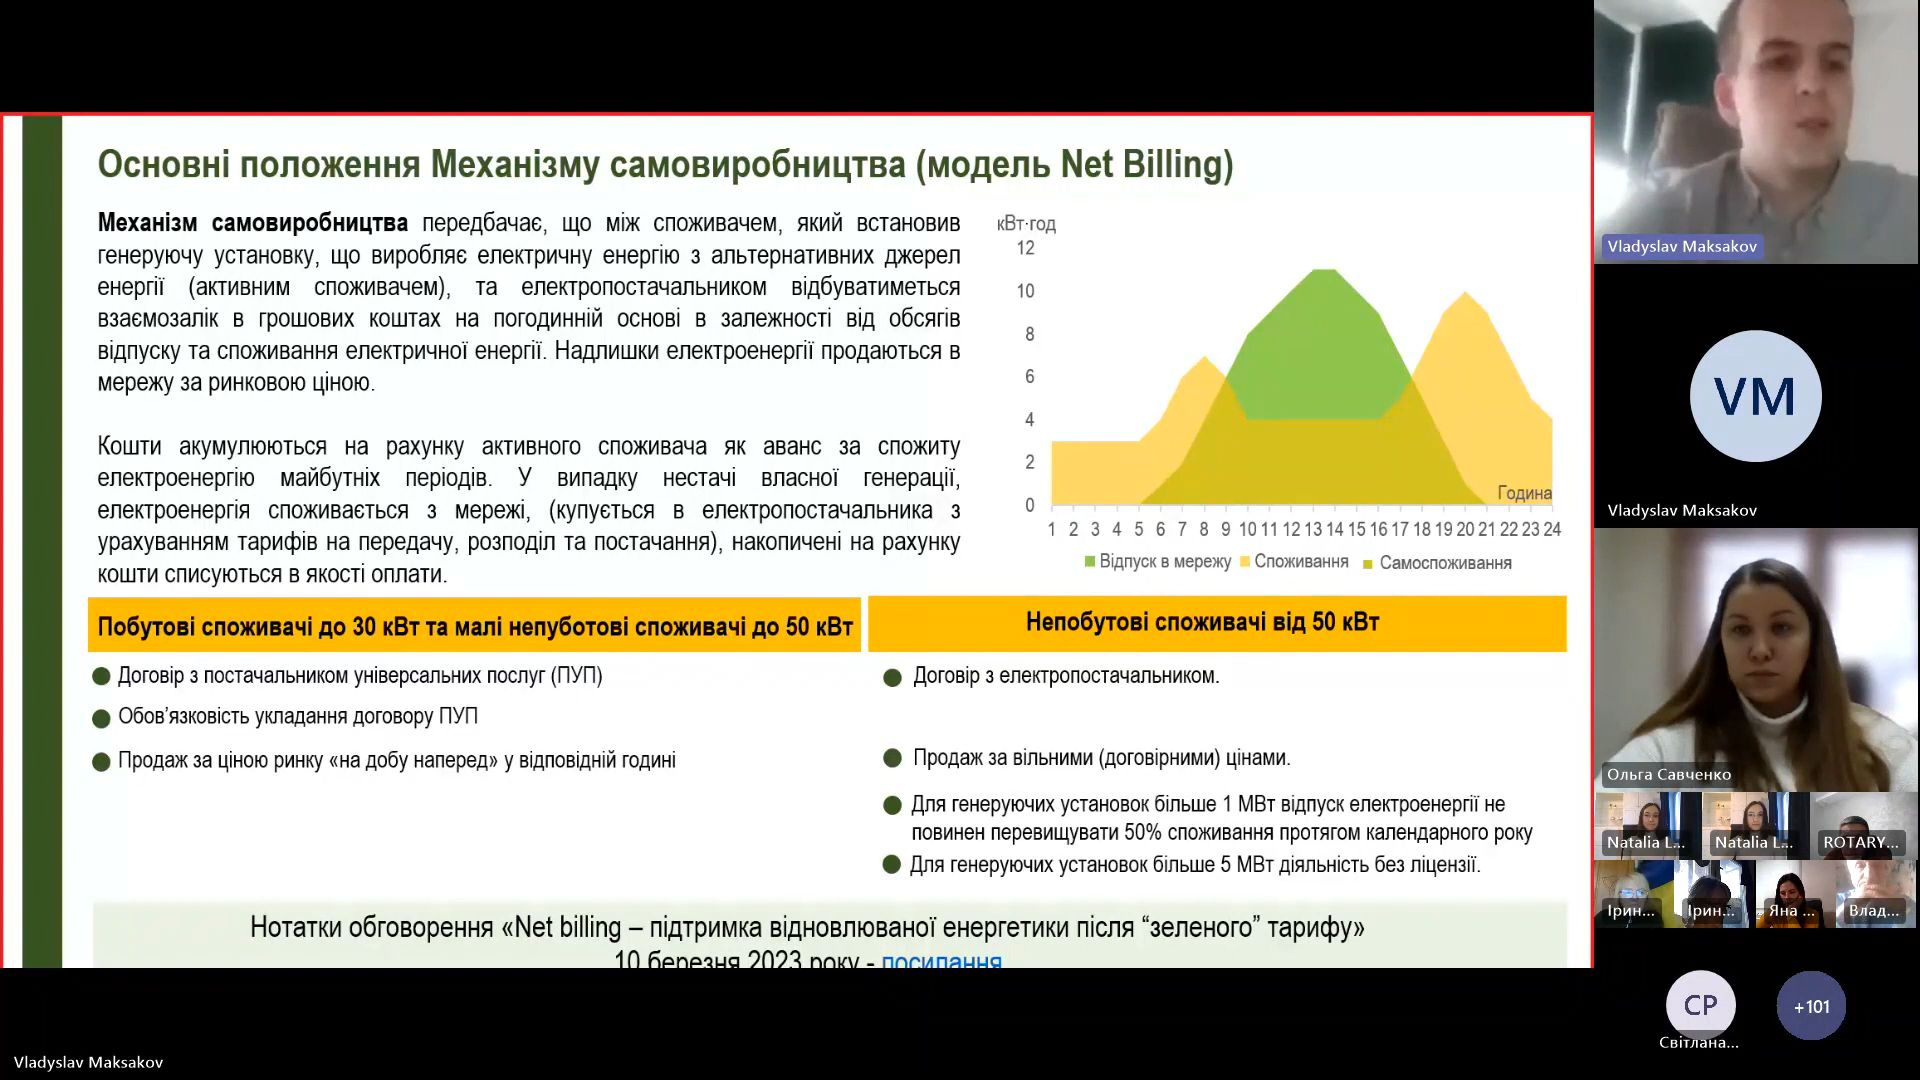 Основні положення Механізму самовиробництва (модель Net Billing)
Механізм самовиробництва передбачає, що між споживачем, який встановив
генеруючу установку, що виробляє електричну енергію з альтернативних джерел
енергії (активним споживачем), та електропостачальником відбуватиметься
взаємозалік в грошових коштах на погодинній основі в залежності від обсягів
відпуску та споживання електричної енергії. Надлишки електроенергії продаються в
мережу за ринковою ціною.
Кошти акумулюються на рахунку активного споживача як аванс за спожиту
електроенергію майбутніх періодів. У випадку нестачі власної генерації,
електроенергія споживається з мережі, (купується в електропостачальника з
урахуванням тарифів на передачу, розподіл та постачання), накопичені на рахунку
кошти списуються в якості оплати.
кВт·год
12
10
8
6
4
2
0
Година
1 2 3 4 5 6 7 8 9 10 11 12 13 14 15 16 17 18 19 20 21 22 23 24
Відпуск в мережу Споживання Самоспоживання
Побутові споживачі до 30 кВт та малі непуботові споживачі до 50 кВт
Договір з постачальником універсальних послуг (ПУП)
Обов’язковість укладання договору ПУП
Продаж за ціною ринку «на добу наперед» у відповідній годині
Непобутові споживачі від 50 кВт
Договір з електропостачальником.
Продаж за вільними (договірними) цінами.
Для генеруючих установок більше 1 МВт відпуск електроенергії не
повинен перевищувати 50% споживання протягом календарного року
Для генеруючих установок більше 5 МВт діяльність без ліцензії.
Нотатки обговорення «Net billing – підтримка відновлюваної енергетики після “зеленого” тарифу»
10 березня 2023 року - посилання
Vladyslav Maksakov
Vladyslav Maksakov
VM
Vladyslav Maksakov
Ольга Савченко
Natalia L... Natalia L... ROTARY...
Ірин... Ірин... Яна ... Влад...
СР
Світлана...
+101